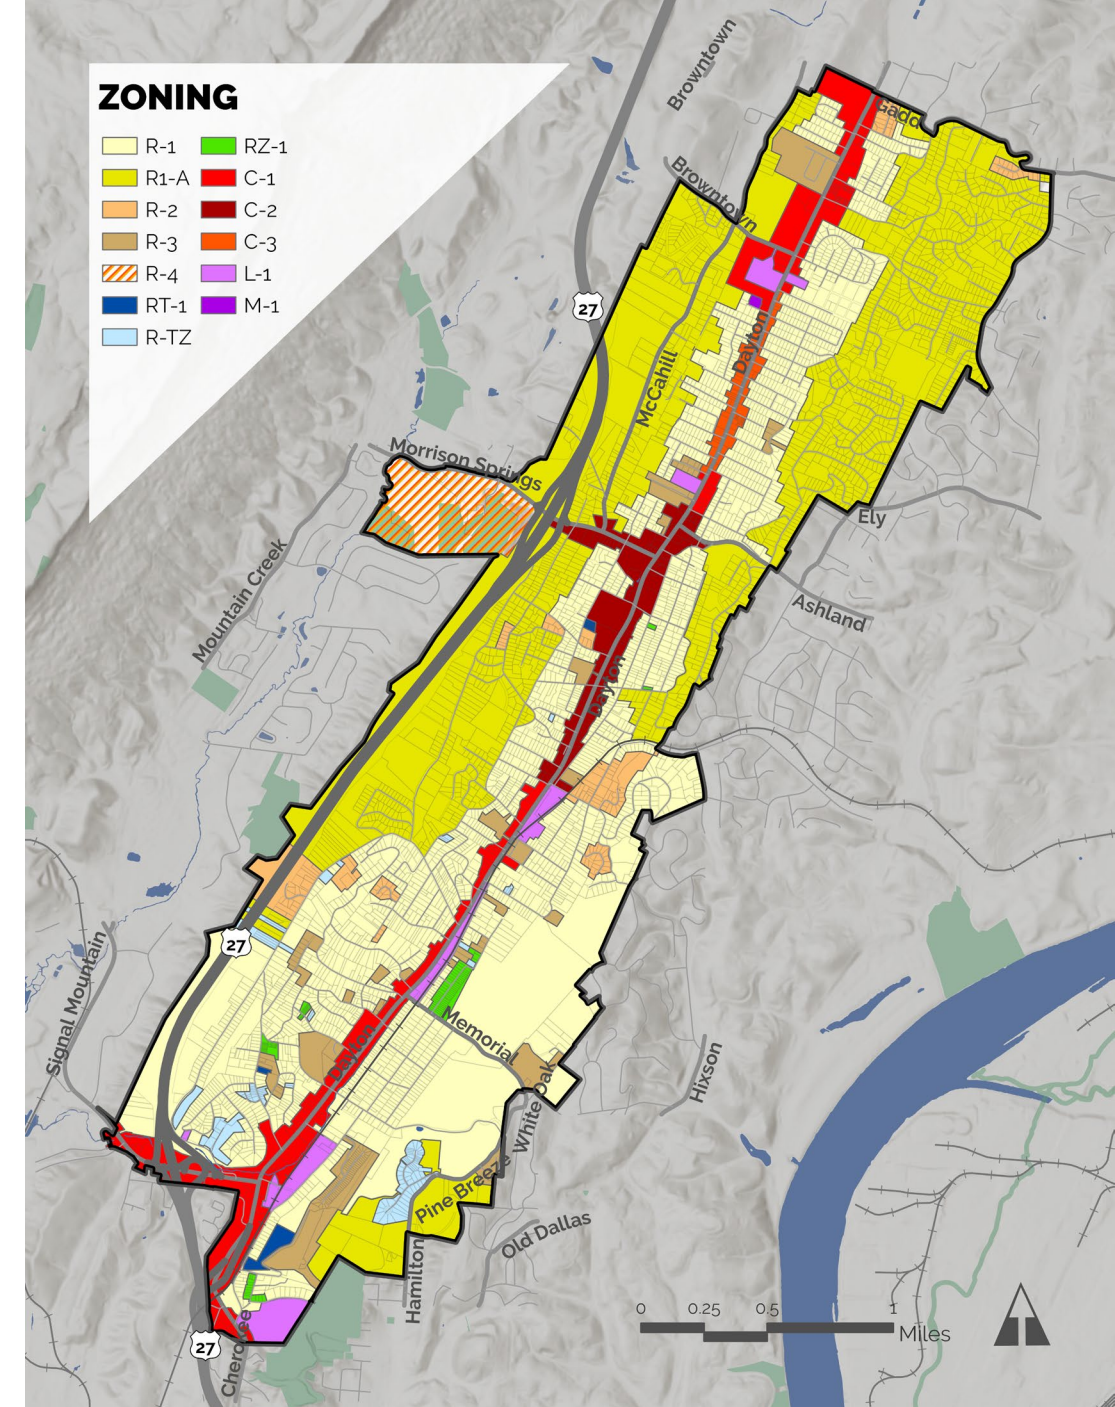 ZONING
R-1
R1-A
R-2
R-3
R-4
RT-1
R-TZ
RZ-1
C-1
C-2
C-3
L-1
M-1
Browntown
Gadd
Browntown
27
Dayton
McCahill
Morrison Springs
Ely
Mountain Creek
Ashland
Dayton
27
Signal Mountain
Memorial
Dayton
White Oak
Hixson
Pine Breeze
Old Dallas
Hamilton
0 0.25 0.5 1
Miles
27
Cherokee